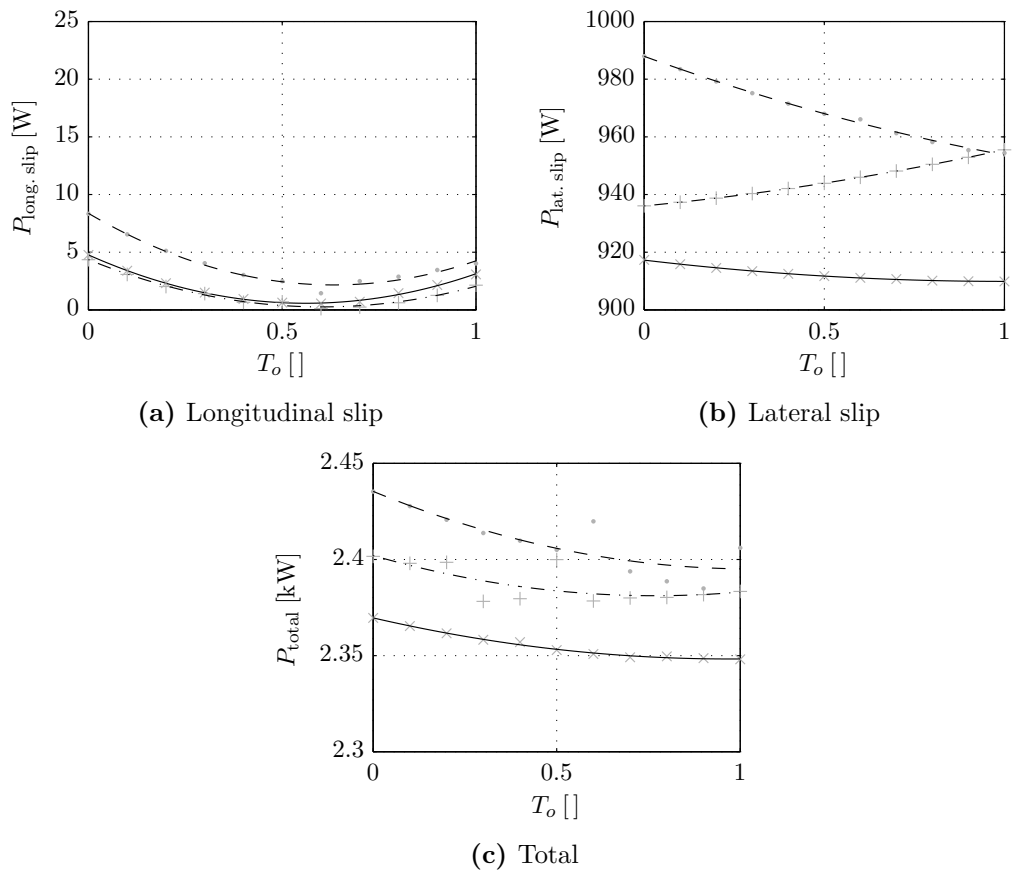 25
20
15
10
5
0
0
0.5
1
P_long. slip [W]
T_o [ ]
(a) Longitudinal slip
1000
980
960
940
920
900
0
0.5
1
P_lat. slip [W]
T_o [ ]
(b) Lateral slip
2.45
2.4
2.35
2.3
0
0.5
1
P_total [kW]
T_o [ ]
(c) Total